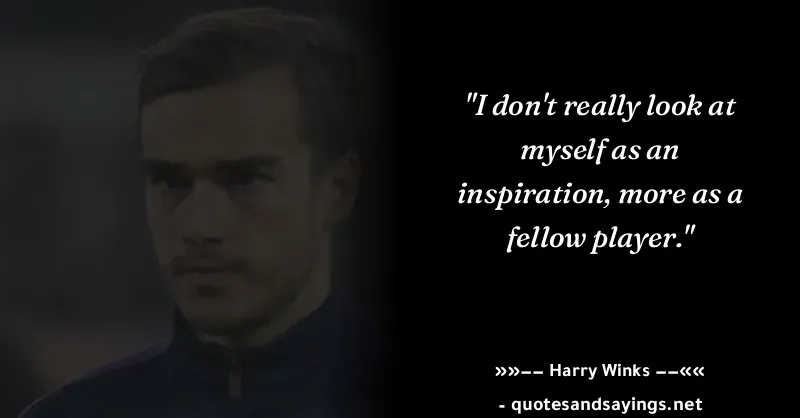 "I don't really look at
myself as an
inspiration, more as a
fellow player."
»»−− Harry Winks −−««
- quotesandsayings.net